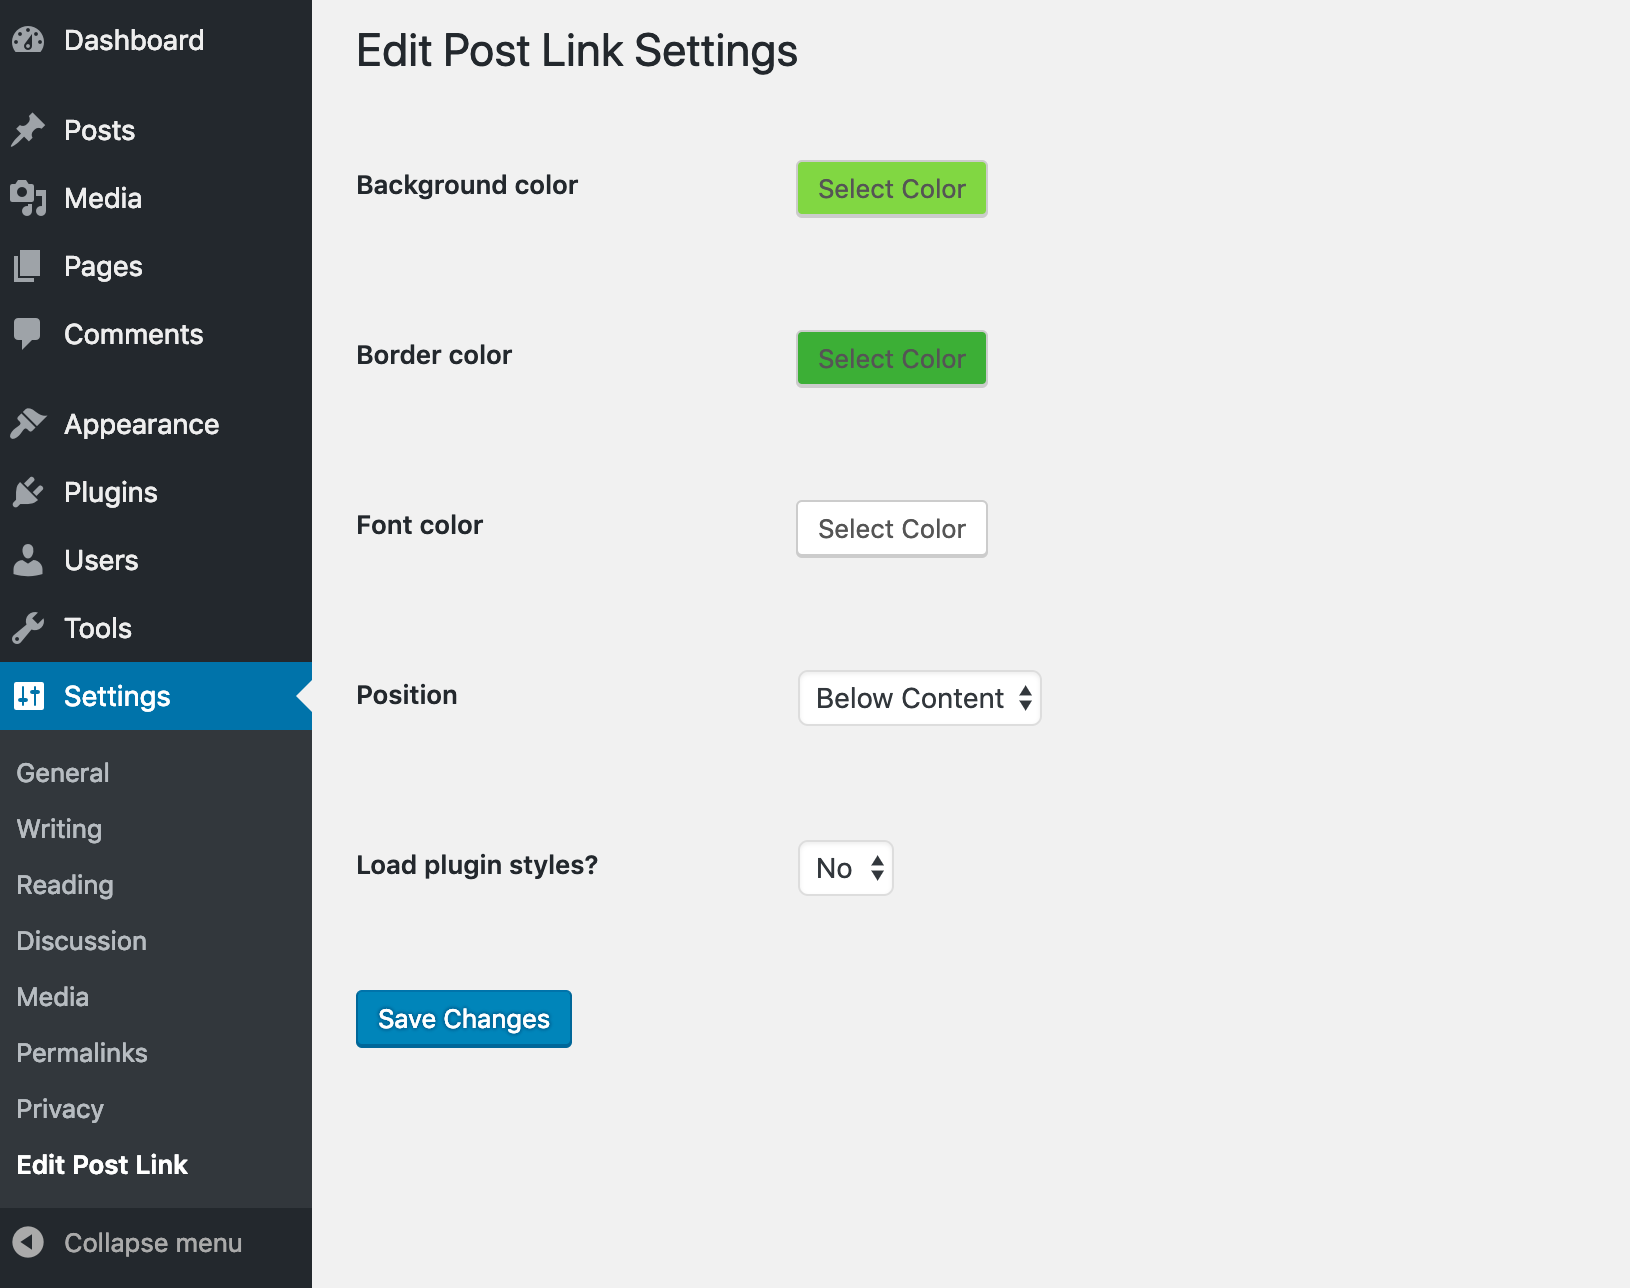 Dashboard
Posts
Media
Pages
Comments
Appearance
Plugins
Users
Tools
Settings
General
Writing
Reading
Discussion
Media
Permalinks
Privacy
Edit Post Link
Collapse menu
Edit Post Link Settings
Background color
Select Color
Border color
Select Color
Font color
Select Color
Position
Below Content
Load plugin styles?
No
Save Changes